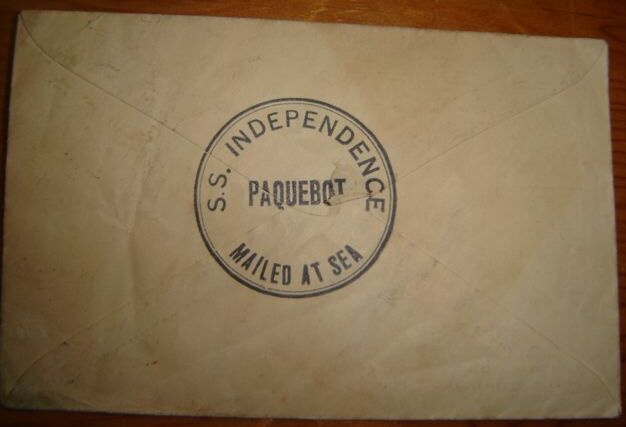 S.S. INDEPENDENCE
PAQUEBOT
MAILED AT SEA